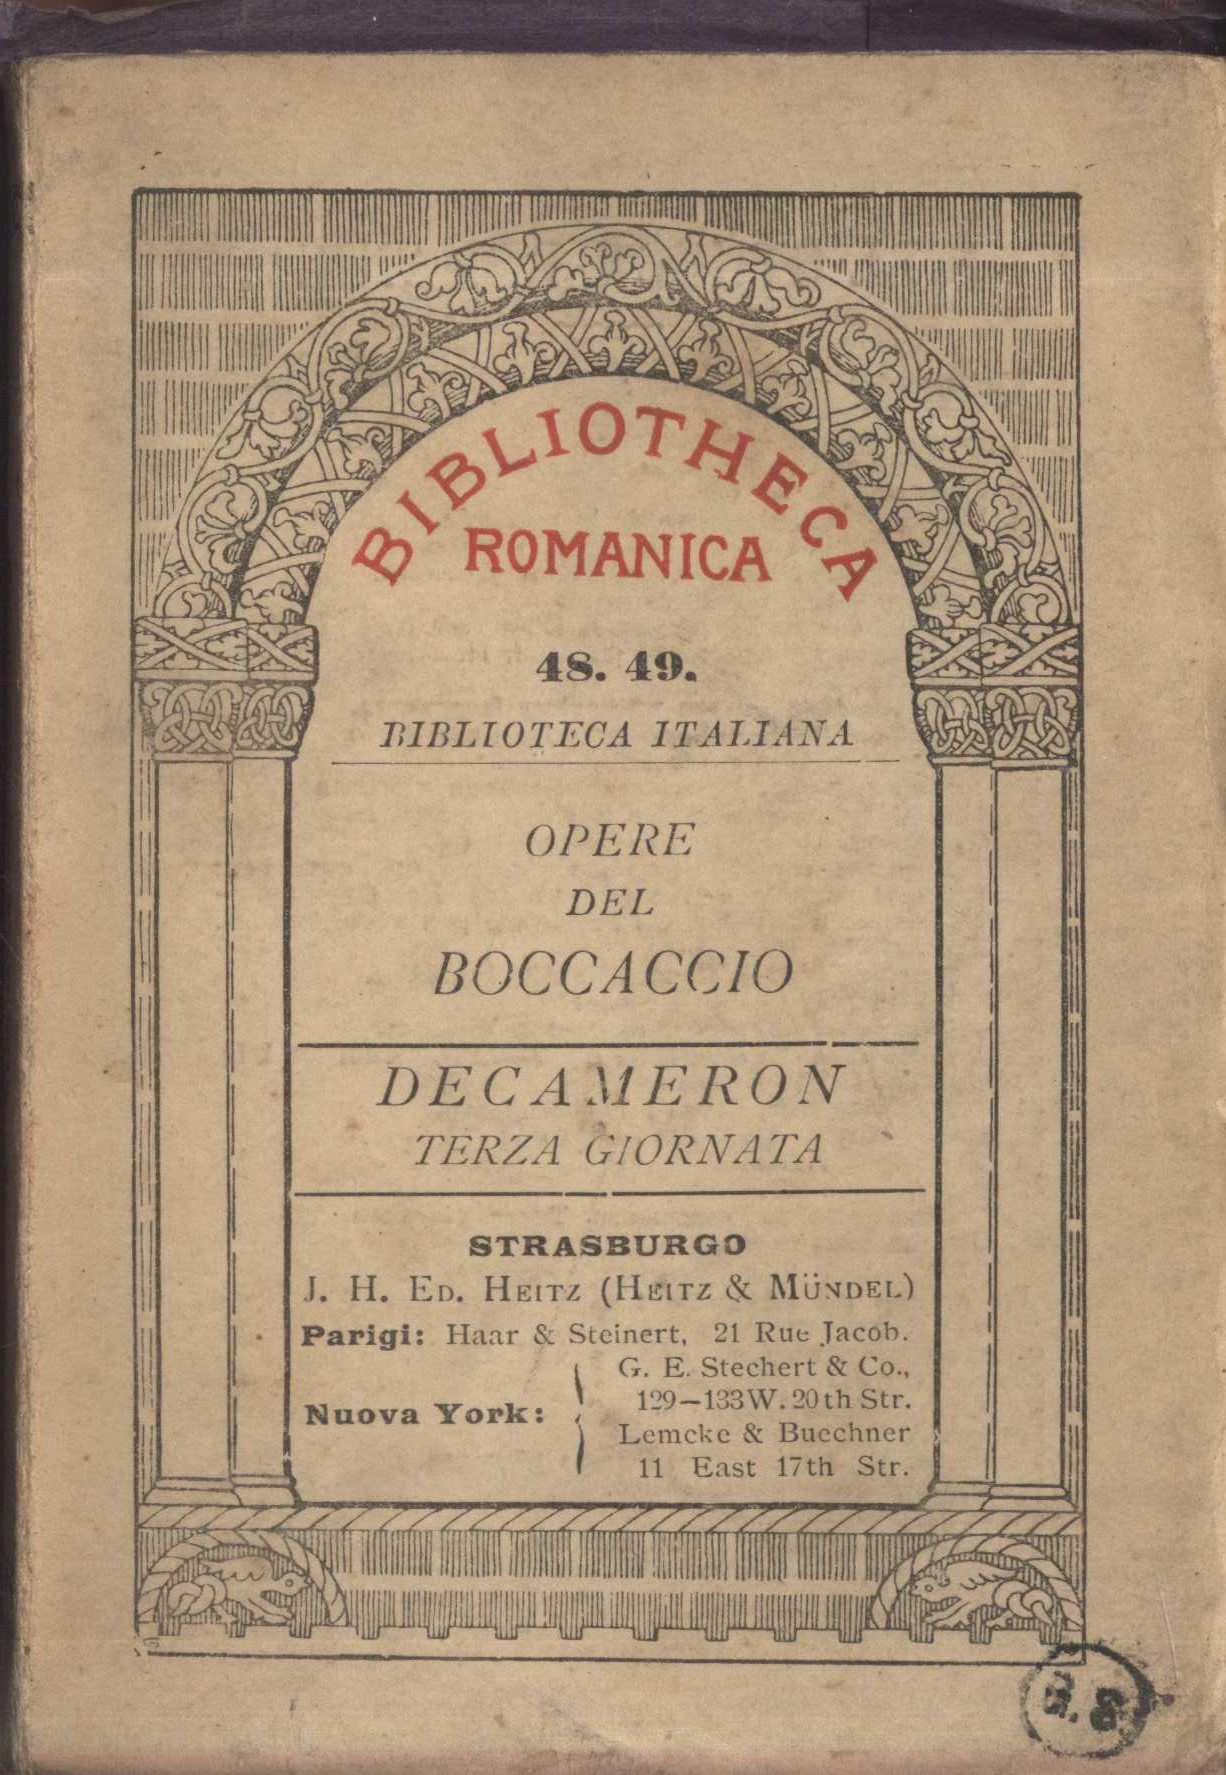 BIBLIOTHECA
ROMANICA
48. 49.
BIBLIOTECA ITALIANA
OPERE
DEL
BOCCACCIO
DECAMERON
TERZA GIORNATA
STRASBURGO
J. H. ED. HEITZ (HEITZ & MÜNDEL)
Parigi: Haar & Steinert, 21 Rue Jacob.
Nuova York:
G. E. Stechert & Co.,
129—133 W. 20th Str.
Lemcke & Buechner
11 East 17th Str.